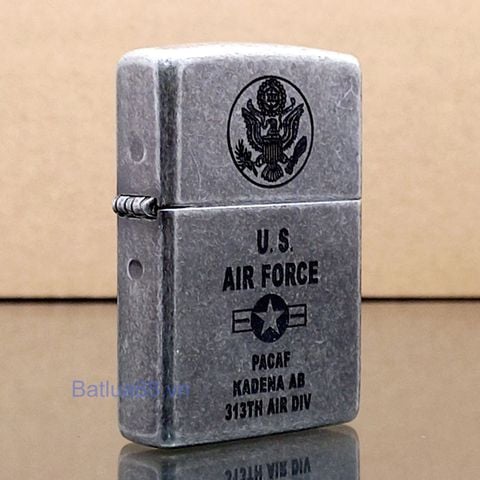 U. S.
AIR FORCE
PACAF
KADENA AB
313TH AIR DIV